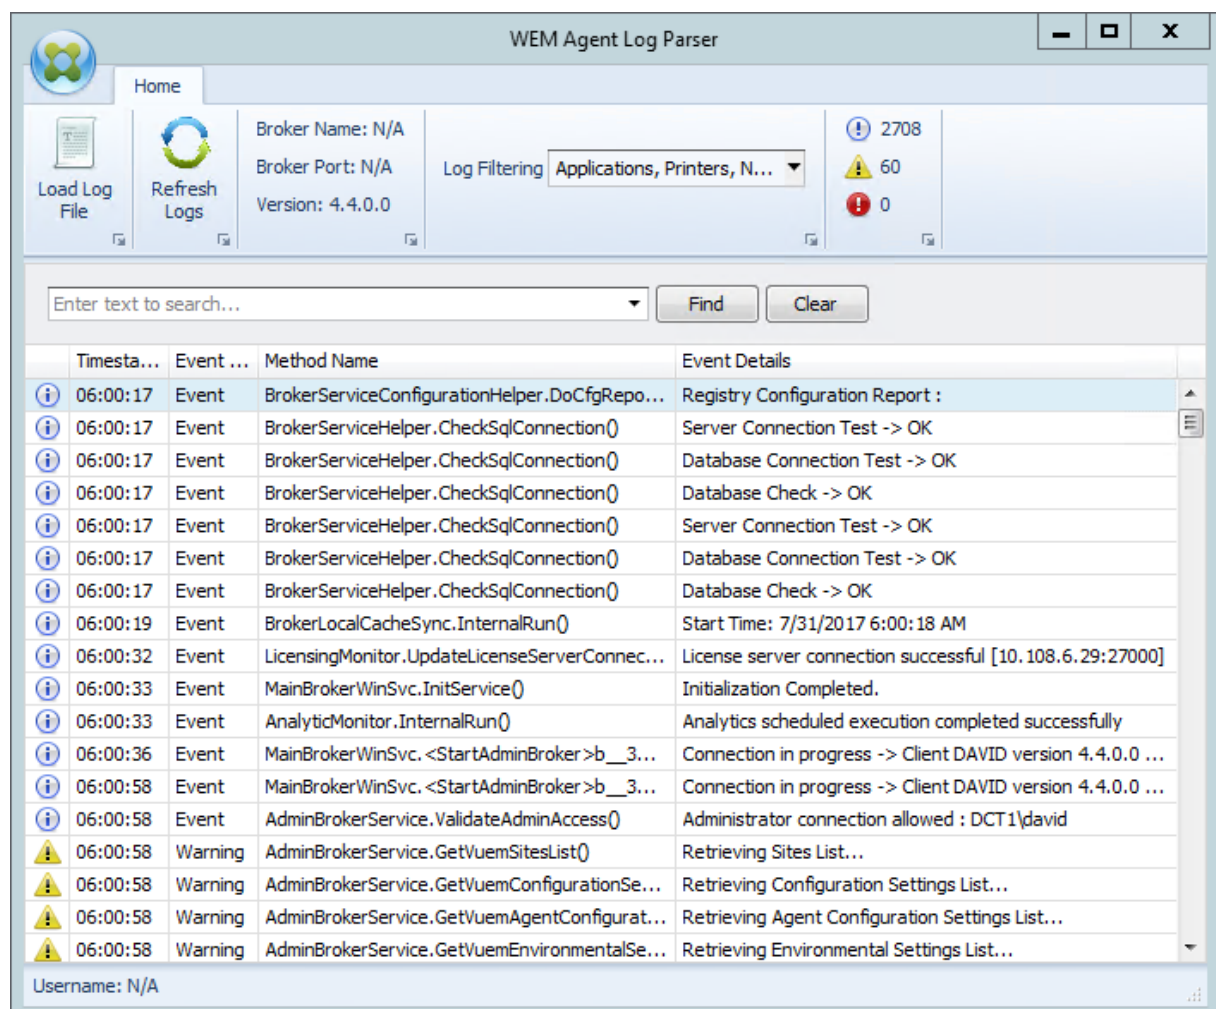 WEM Agent Log Parser
Home
Load Log File
Refresh Logs
Broker Name: N/A
Broker Port: N/A
Version: 4.4.0.0
Log Filtering Applications, Printers, N...
2708
60
0
Enter text to search...
Find Clear
Timesta... Event ... Method Name Event Details
06:00:17 Event BrokerServiceConfigurationHelper.DoCfgRepo... Registry Configuration Report :
06:00:17 Event BrokerServiceHelper.CheckSqlConnection() Server Connection Test -> OK
06:00:17 Event BrokerServiceHelper.CheckSqlConnection() Database Connection Test -> OK
06:00:17 Event BrokerServiceHelper.CheckSqlConnection() Database Check -> OK
06:00:17 Event BrokerServiceHelper.CheckSqlConnection() Server Connection Test -> OK
06:00:17 Event BrokerServiceHelper.CheckSqlConnection() Database Connection Test -> OK
06:00:17 Event BrokerServiceHelper.CheckSqlConnection() Database Check -> OK
06:00:19 Event BrokerLocalCacheSync.InternalRun() Start Time: 7/31/2017 6:00:18 AM
06:00:32 Event LicensingMonitor.UpdateLicenseServerConnec... License server connection successful [10.108.6.29:27000]
06:00:33 Event MainBrokerWinSvc.InitService() Initialization Completed.
06:00:33 Event AnalyticMonitor.InternalRun() Analytics scheduled execution completed successfully
06:00:36 Event MainBrokerWinSvc.<StartAdminBroker>b__3... Connection in progress -> Client DAVID version 4.4.0.0 ...
06:00:58 Event MainBrokerWinSvc.<StartAdminBroker>b__3... Connection in progress -> Client DAVID version 4.4.0.0 ...
06:00:58 Event AdminBrokerService.ValidateAdminAccess() Administrator connection allowed : DCT1\david
06:00:58 Warning AdminBrokerService.GetVuemSitesList() Retrieving Sites List...
06:00:58 Warning AdminBrokerService.GetVuemConfigurationSe... Retrieving Configuration Settings List...
06:00:58 Warning AdminBrokerService.GetVuemAgentConfigurat... Retrieving Agent Configuration Settings List...
06:00:58 Warning AdminBrokerService.GetVuemEnvironmentalSe... Retrieving Environmental Settings List...
Username: N/A